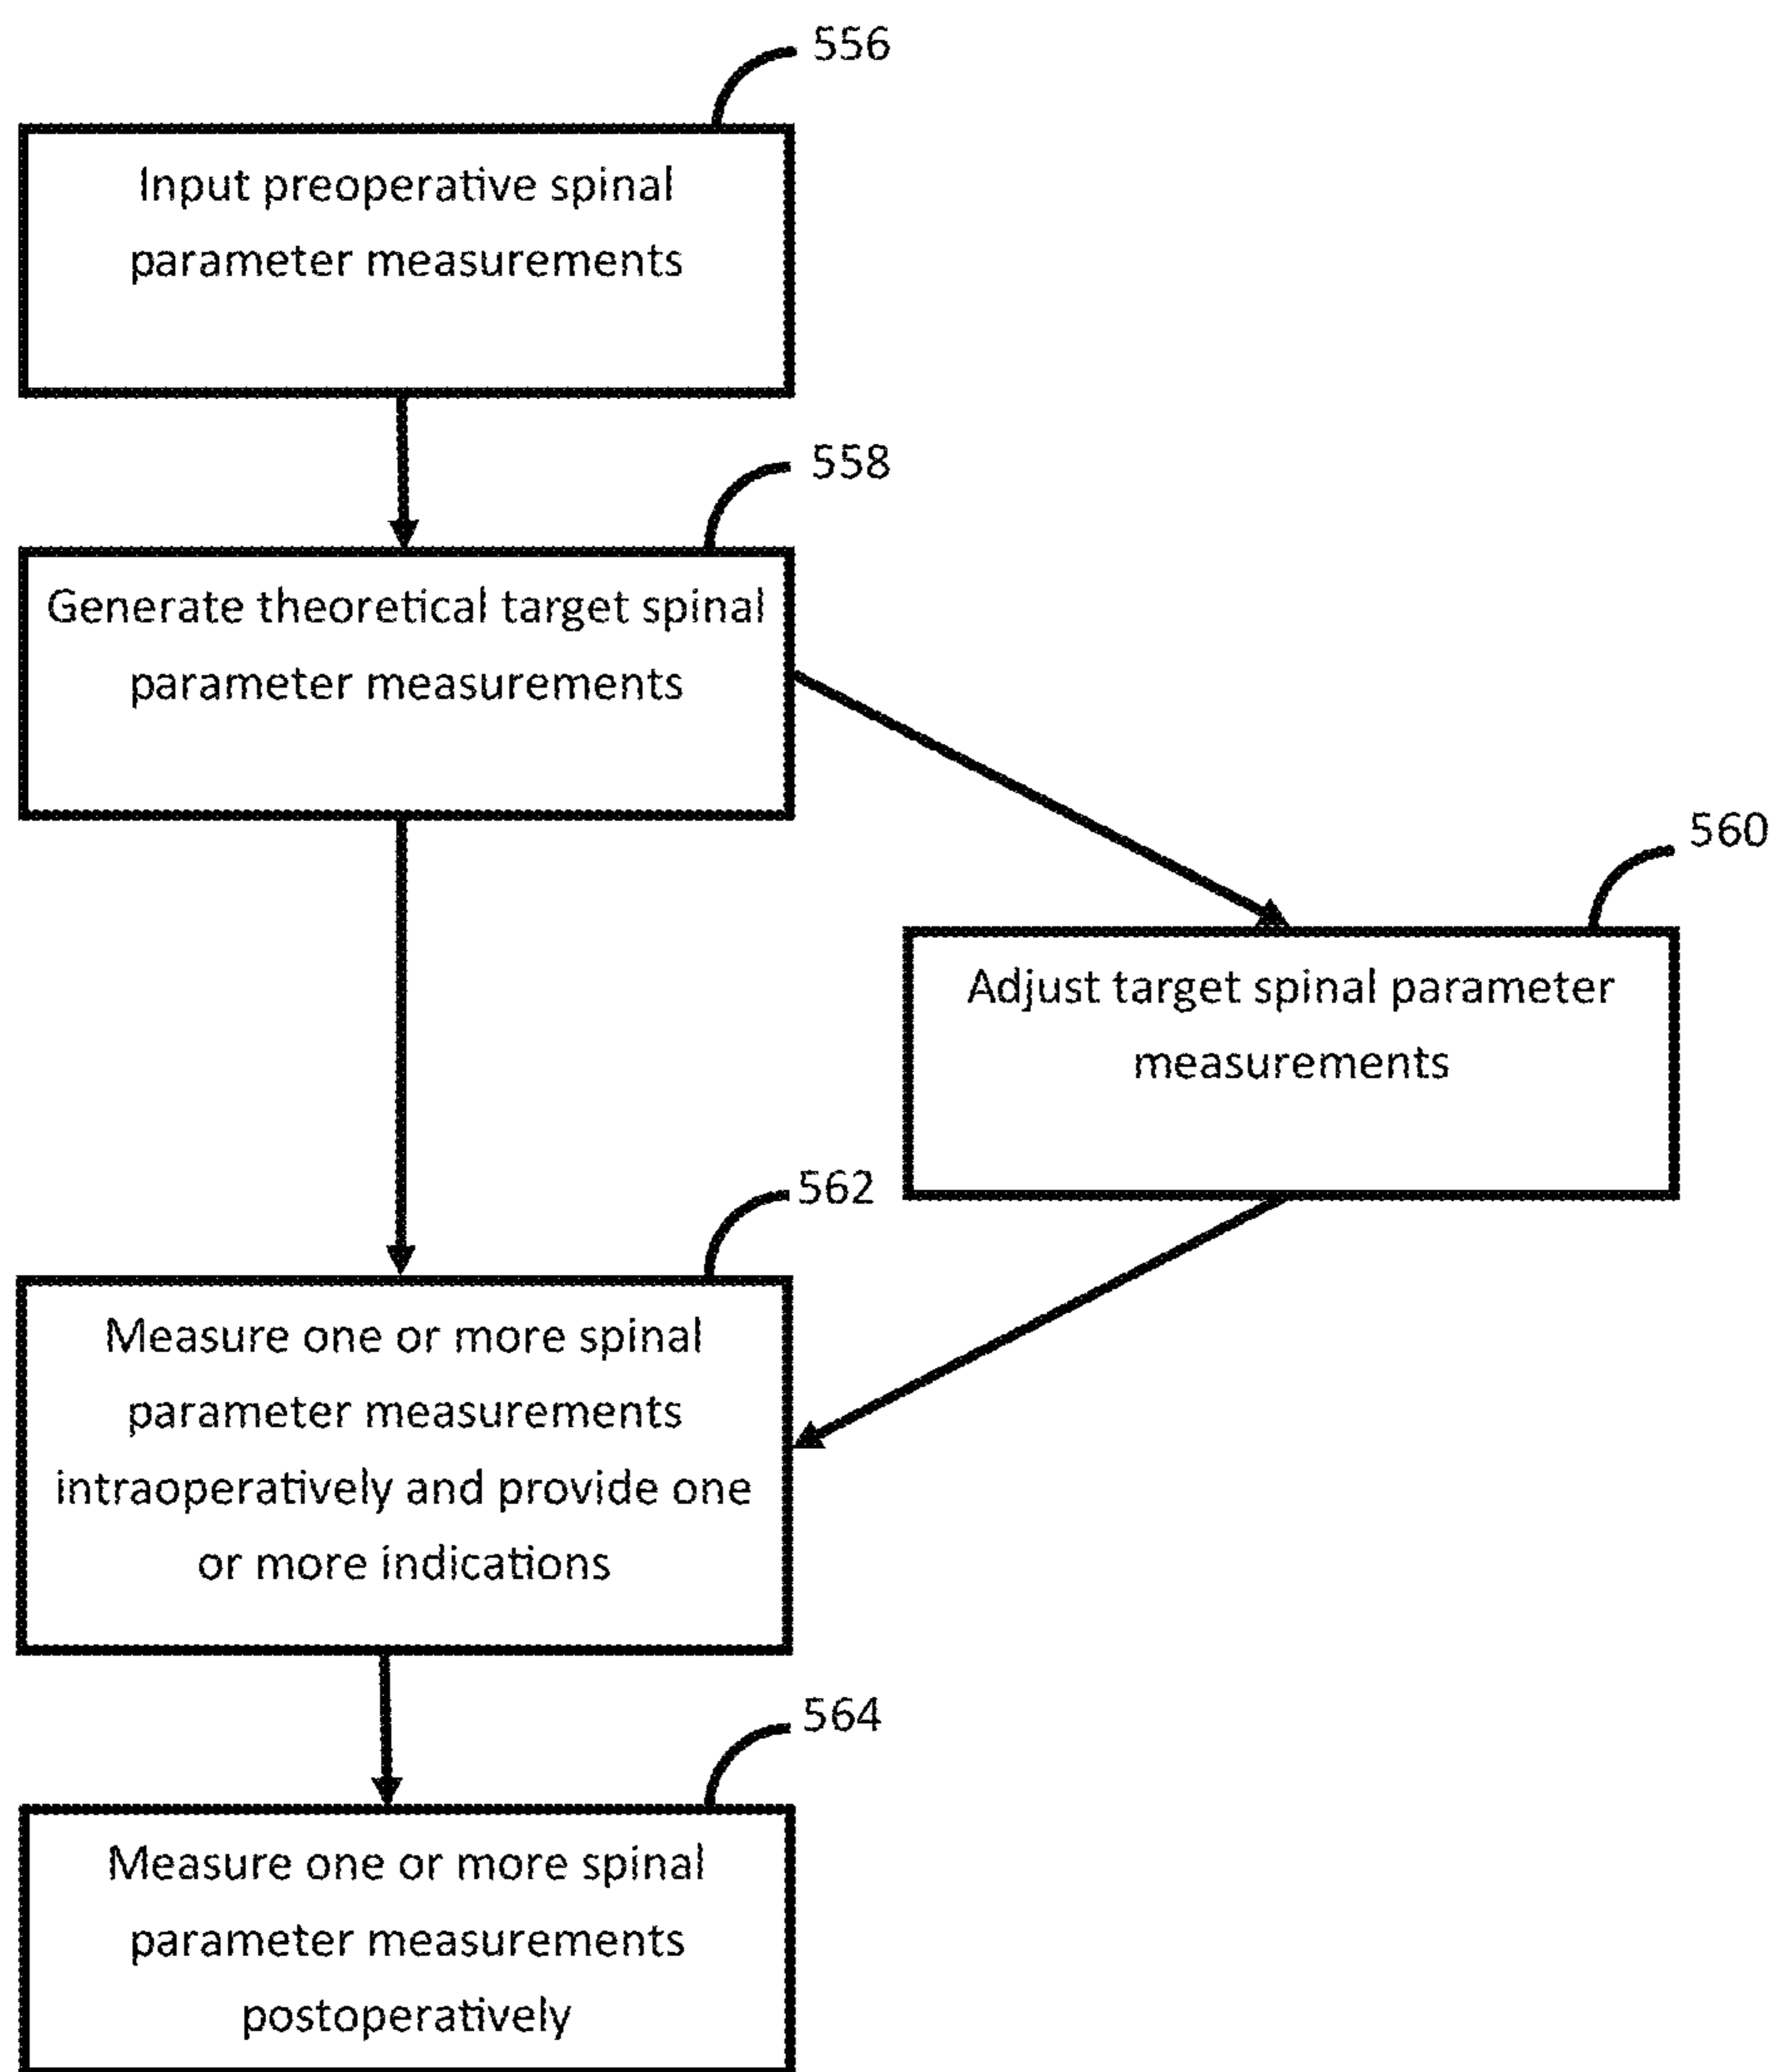 556
Input preoperative spinal
parameter measurements
558
Generate theoretical target spinal
parameter measurements
560
Adjust target spinal parameter
measurements
562
Measure one or more spinal
parameter measurements
intraoperatively and provide one
or more indications
564
Measure one or more spinal
parameter measurements
postoperatively